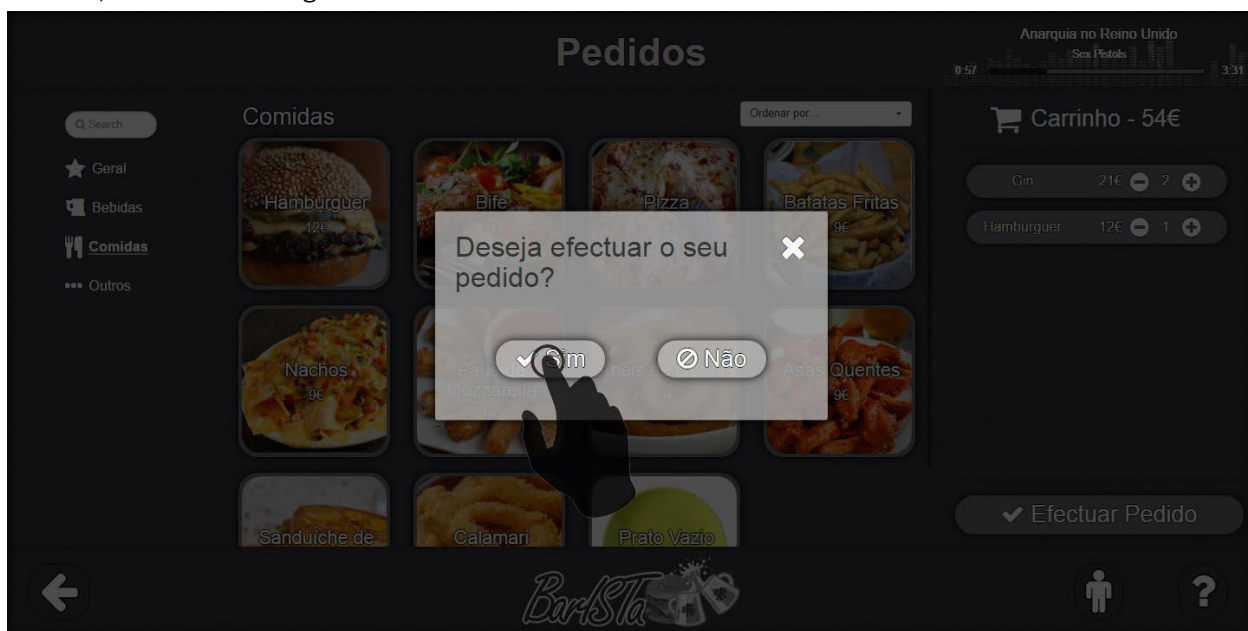 Pedidos
Anarquia no Reino Unido
Sex Pistols
0:57 3:31
Search
Geral
Bebidas
Comidas
Outros
Comidas
Ordenar por...
Hamburguer
12€
Bife
Pizza
Batatas Fritas
9€
Nachos
9€
Mozzarella
Asas Quentes
9€
Sanduíche de
Calamari
Prato Vazio
Deseja efectuar o seu
pedido?
Sim
Não
Carrinho - 54€
Gin 21€ 2
Hamburguer 12€ 1
Efectuar Pedido
BarISTa
?